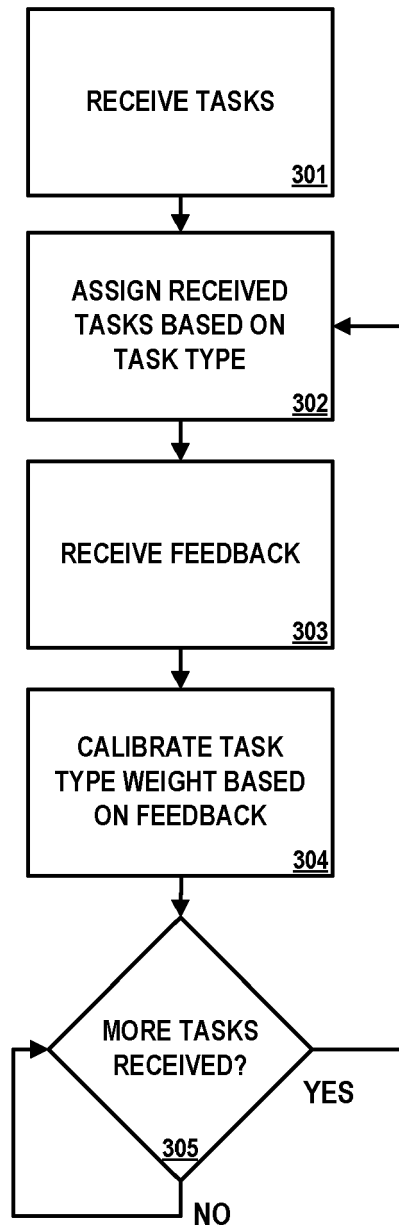 RECEIVE TASKS
301
ASSIGN RECEIVED
TASKS BASED ON
TASK TYPE
302
RECEIVE FEEDBACK
303
CALIBRATE TASK
TYPE WEIGHT BASED
ON FEEDBACK
304
MORE TASKS
RECEIVED?
305
YES
NO